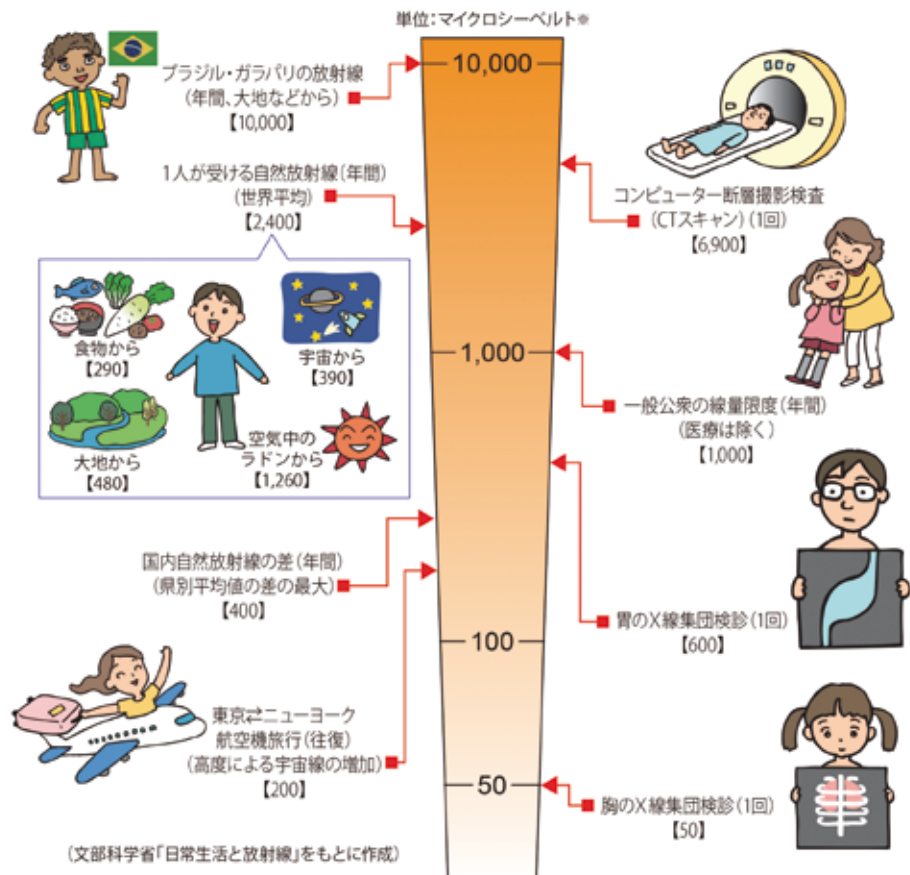 単位：マイクロシーベルト※
ブラジル・ガラパリの放射線
（年間、大地などから）
【10,000】
1人が受ける自然放射線（年間）
（世界平均）
【2,400】
食物から
【290】
宇宙から
【390】
大地から
【480】
空気中の
ラドンから
【1,260】
国内自然放射線の差（年間）
（県別平均値の差の最大）
【400】
東京⇄ニューヨーク
航空機旅行（往復）
（高度による宇宙線の増加）
【200】
（文部科学省「日常生活と放射線」をもとに作成）
10,000
1,000
100
50
コンピューター断層撮影検査
（CTスキャン）（1回）
【6,900】
一般公衆の線量限度（年間）
（医療は除く）
【1,000】
胃のX線集団検診（1回）
【600】
胸のX線集団検診（1回）
【50】